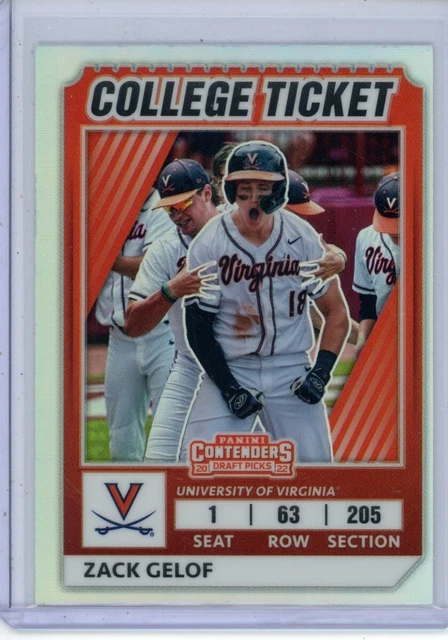 COLLEGE TICKET
V
V
V
Virginia
Virginia
18
PANINI
CONTENDERS
20 DRAFT PICKS 22
UNIVERSITY OF VIRGINIA
V
1 | 63 | 205
SEAT ROW SECTION
ZACK GELOF